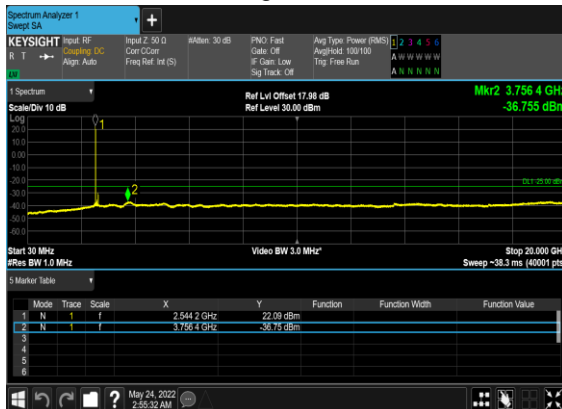 Spectrum Analyzer 1
Swept SA
KEYSIGHT Input: RF Input Z: 50 Ω #Atten: 30 dB PNO: Fast Avg Type: Power (RMS) 1 2 3 4 5 6
R T Coupling: DC Corr CCorr Gate: Off Avg|Hold: 100/100 A W W W W W
Align: Auto Freq Ref: Int (S) IF Gain: Low Trig: Free Run
LXI Sig Track: Off A N N N N N
1 Spectrum Ref Lvl Offset 17.98 dB Mkr2 3.756 4 GHz
Scale/Div 10 dB Ref Level 30.00 dBm -36.755 dBm
Log
20.0
1
10.0
0.00
-10.0
-20.0
DL1 -25.00 dBm
2
-30.0
-40.0
-50.0
-60.0
Start 30 MHz Video BW 3.0 MHz* Stop 20.000 GH
#Res BW 1.0 MHz Sweep ~38.3 ms (40001 pts
5 Marker Table
Mode Trace Scale X Y Function Function Width Function Value
1 N 1 f 2.544 2 GHz 22.09 dBm
2 N 1 f 3.756 4 GHz -36.75 dBm
3
4
5
6
? May 24, 2022
2:55:32 AM